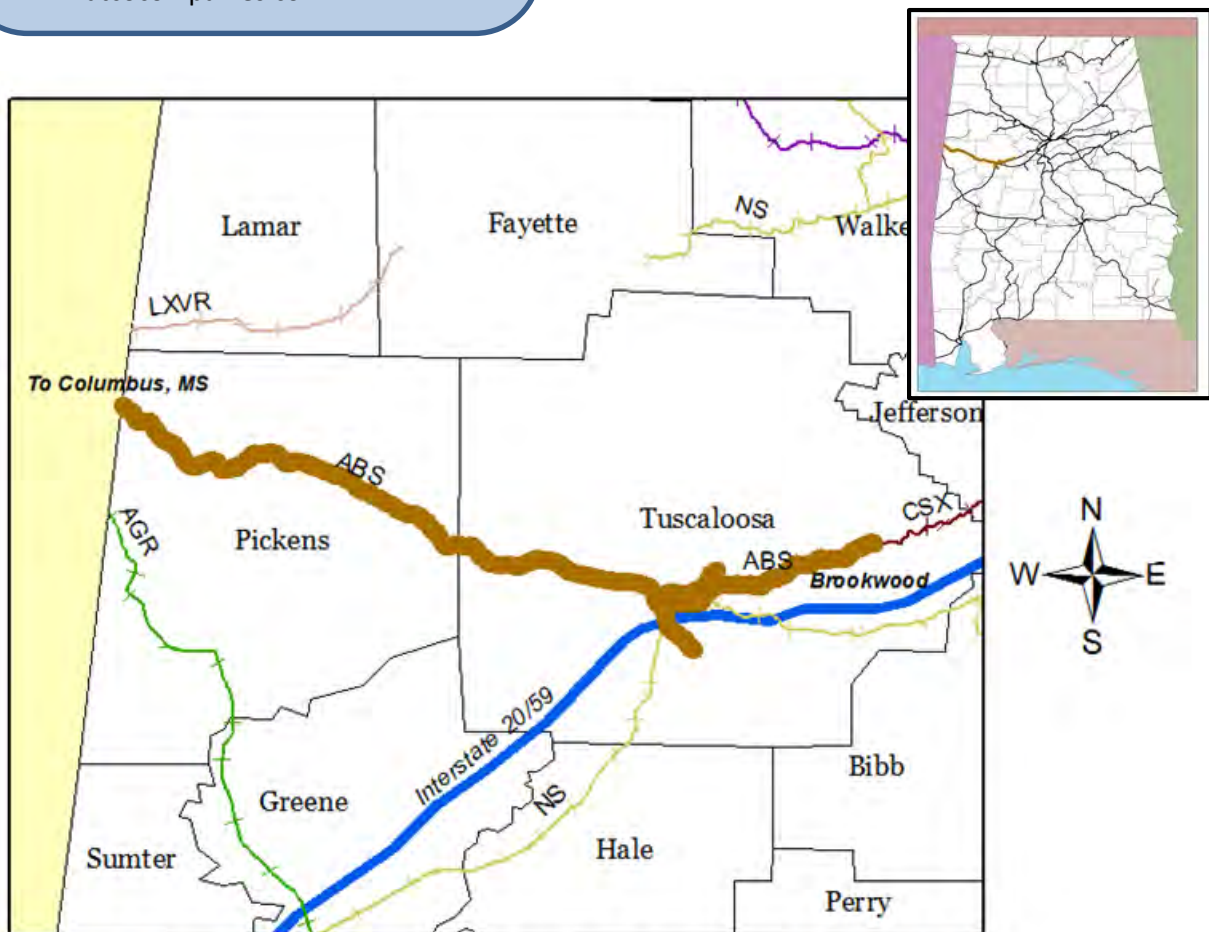 Lamar
Fayette
NS
LXVR
To Columbus, MS
Jefferson
ABS
CSX
AGR
Tuscaloosa
Pickens
ABS
Brookwood
N
W
E
S
Interstate 20/59
Bibb
Greene
NS
Sumter
Hale
Perry